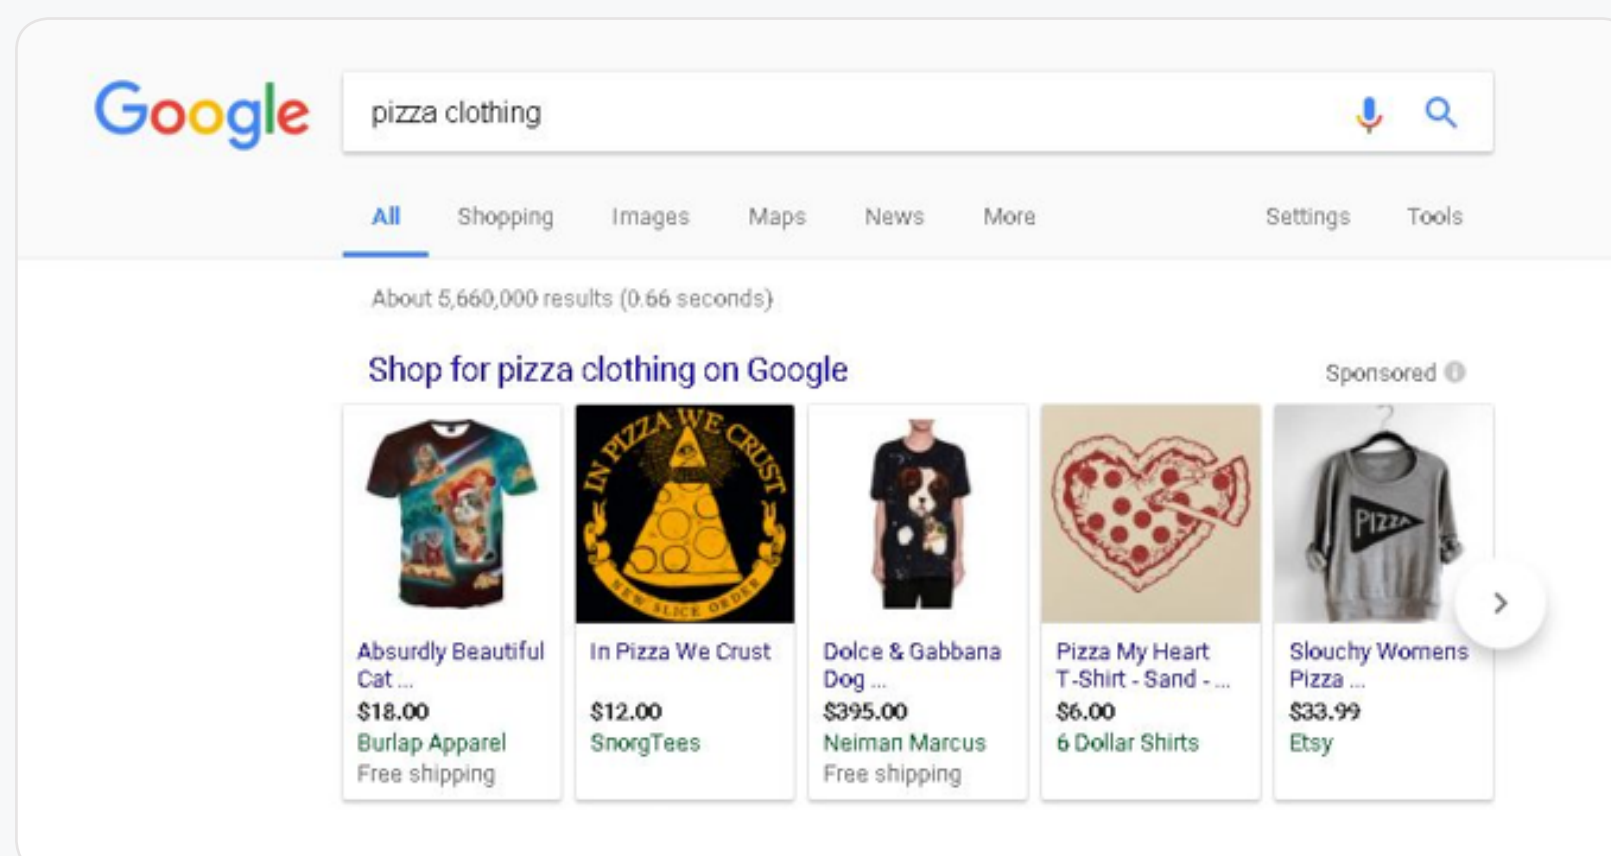 Google
pizza clothing
All Shopping Images Maps News More Settings Tools
About 5,660,000 results (0.66 seconds)
Shop for pizza clothing on Google
Sponsored
IN PIZZA WE CRUST
NEW SLICE ORDER
PIZZA
Absurdly Beautiful
Cat ...
$18.00
Burlap Apparel
Free shipping
In Pizza We Crust
$12.00
SnorgTees
Dolce & Gabbana
Dog ...
$395.00
Neiman Marcus
Free shipping
Pizza My Heart
T-Shirt - Sand - ...
$6.00
6 Dollar Shirts
Slouchy Womens
Pizza ...
$33.99
Etsy